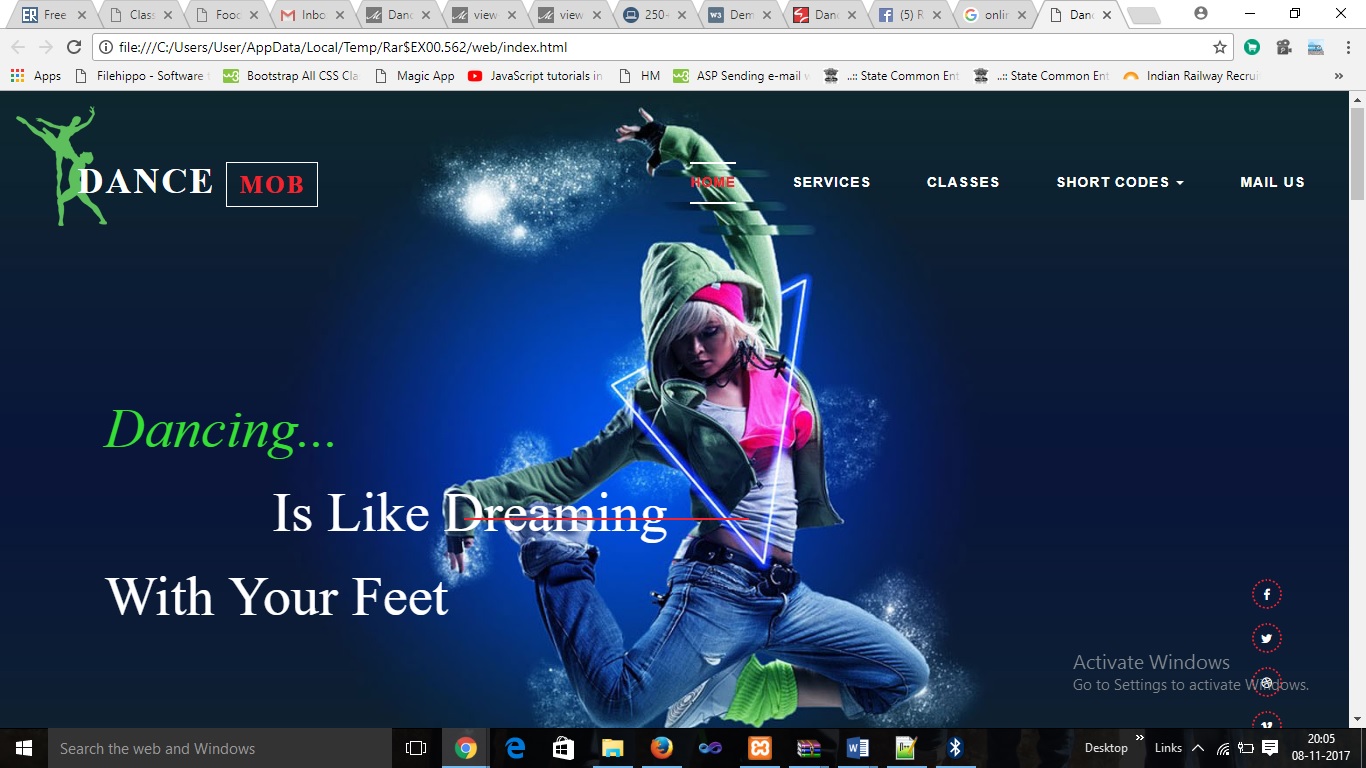 Free
Class
Food
Inbo
Danc
view
view
250-
Dem
Danc
(5) R
onlin
Danc
file:///C:/Users/User/AppData/Local/Temp/Rar$EX00.562/web/index.html
Apps Filehippo - Software Bootstrap All CSS Cla Magic App JavaScript tutorials in HM ASP Sending e-mail ..:: State Common Ent ..:: State Common Ent Indian Railway Recrui »
DANCE MOB
HOME SERVICES CLASSES SHORT CODES MAIL US
Dancing...
Is Like Dreaming
With Your Feet
Activate Windows
Go to Settings to activate Windows.
Search the web and Windows
Desktop » Links
20:05
08-11-2017